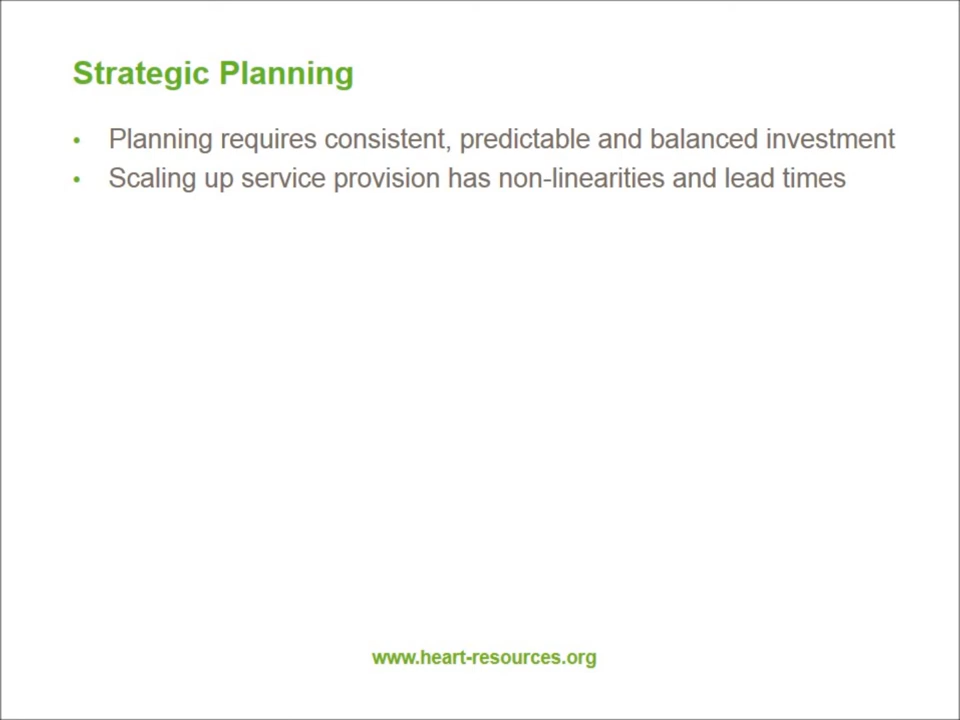 Strategic Planning
• Planning requires consistent, predictable and balanced investment
• Scaling up service provision has non-linearities and lead times
www.heart-resources.org